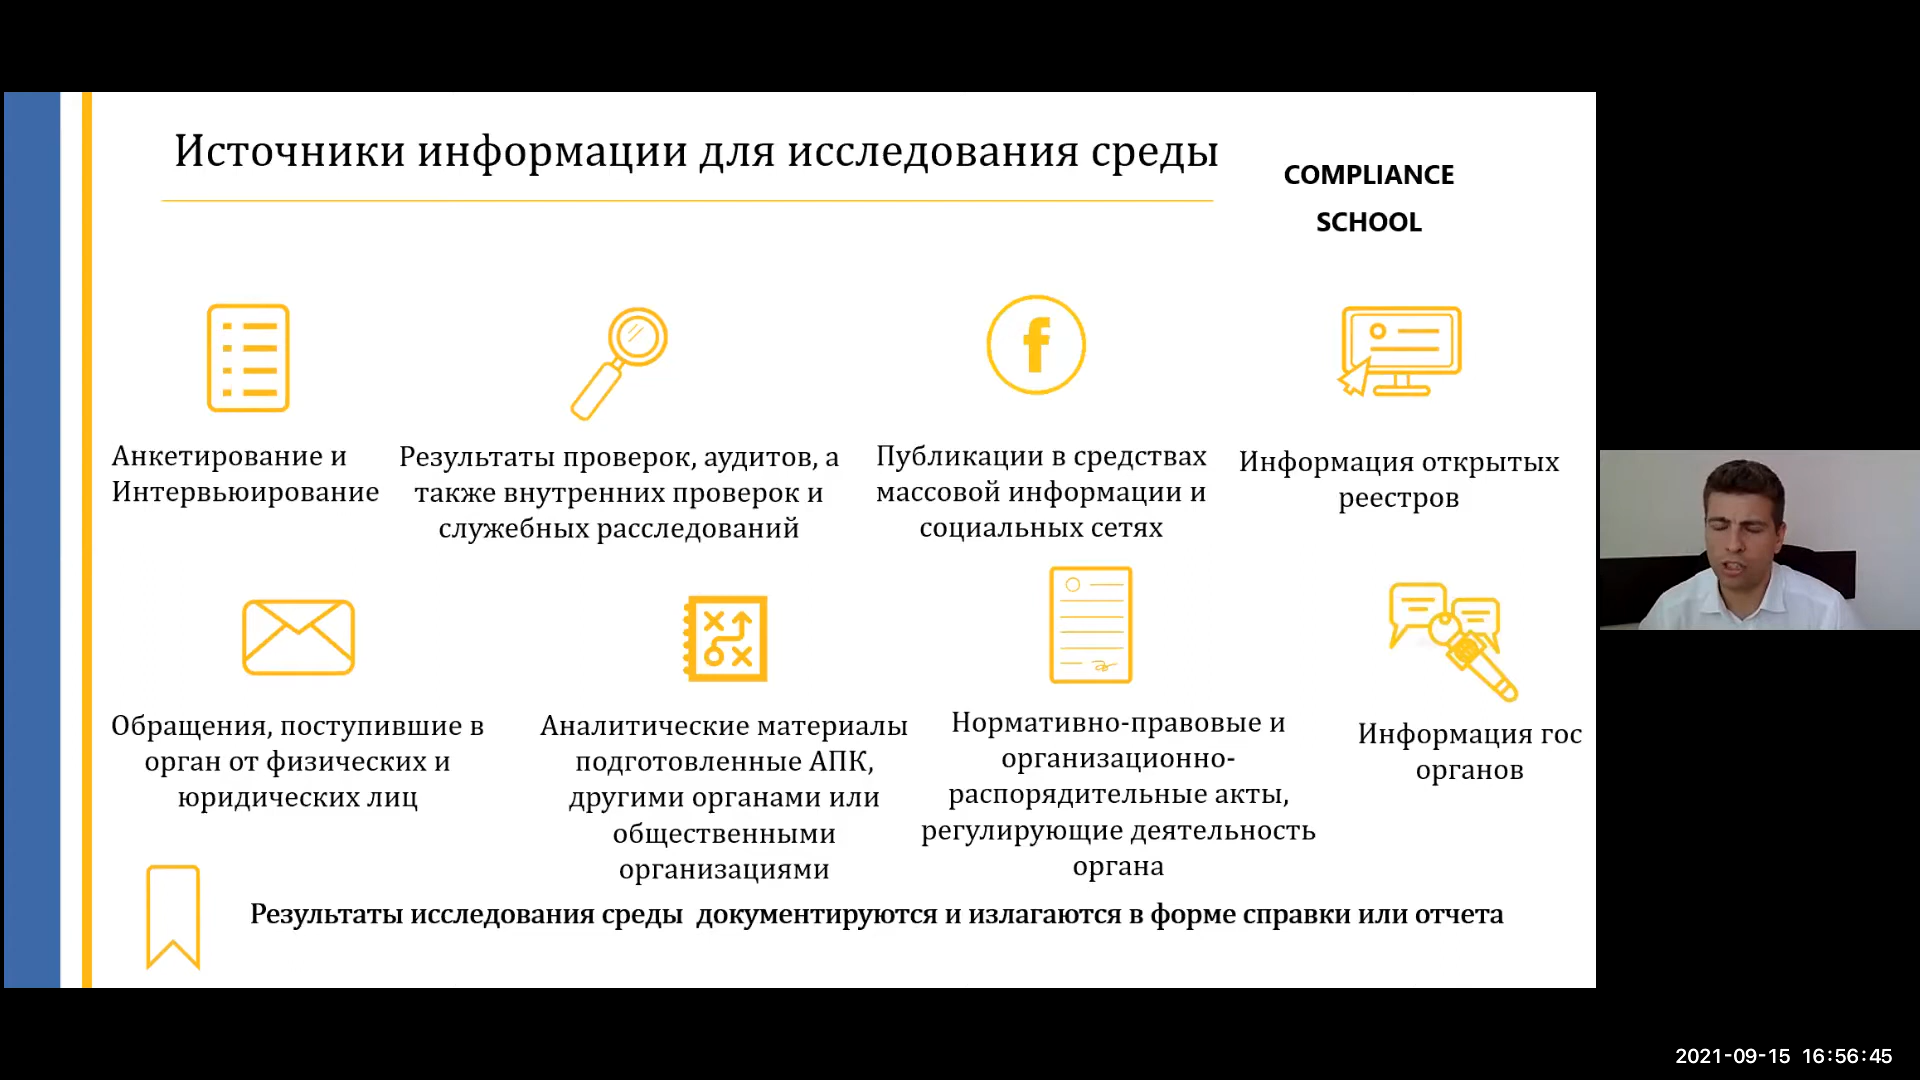 Источники информации для исследования среды
COMPLIANCE
SCHOOL
Анкетирование и
Интервьюирование
Результаты проверок, аудитов, а
также внутренних проверок и
служебных расследований
Публикации в средствах
массовой информации и
социальных сетях
Информация открытых
реестров
Обращения, поступившие в
орган от физических и
юридических лиц
Аналитические материалы
подготовленные АПК,
другими органами или
общественными
организациями
Нормативно-правовые и
организационно-
распорядительные акты,
регулирующие деятельность
органа
Информация гос
органов
Результаты исследования среды документируются и излагаются в форме справки или отчета
2021-09-15 16:56:45